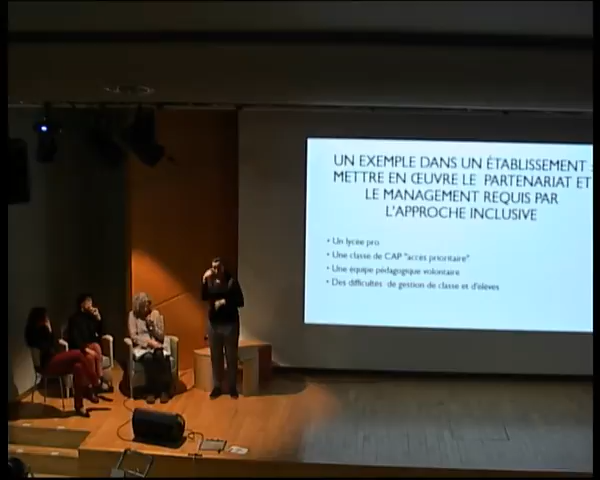 UN EXEMPLE DANS UN ÉTABLISSEMENT :
METTRE EN ŒUVRE LE PARTENARIAT ET
LE MANAGEMENT REQUIS PAR
L'APPROCHE INCLUSIVE
• Un lycée pro
• Une classe de CAP "accès prioritaire"
• Une équipe pédagogique volontaire
• Des difficultés de gestion de classe et d'élèves